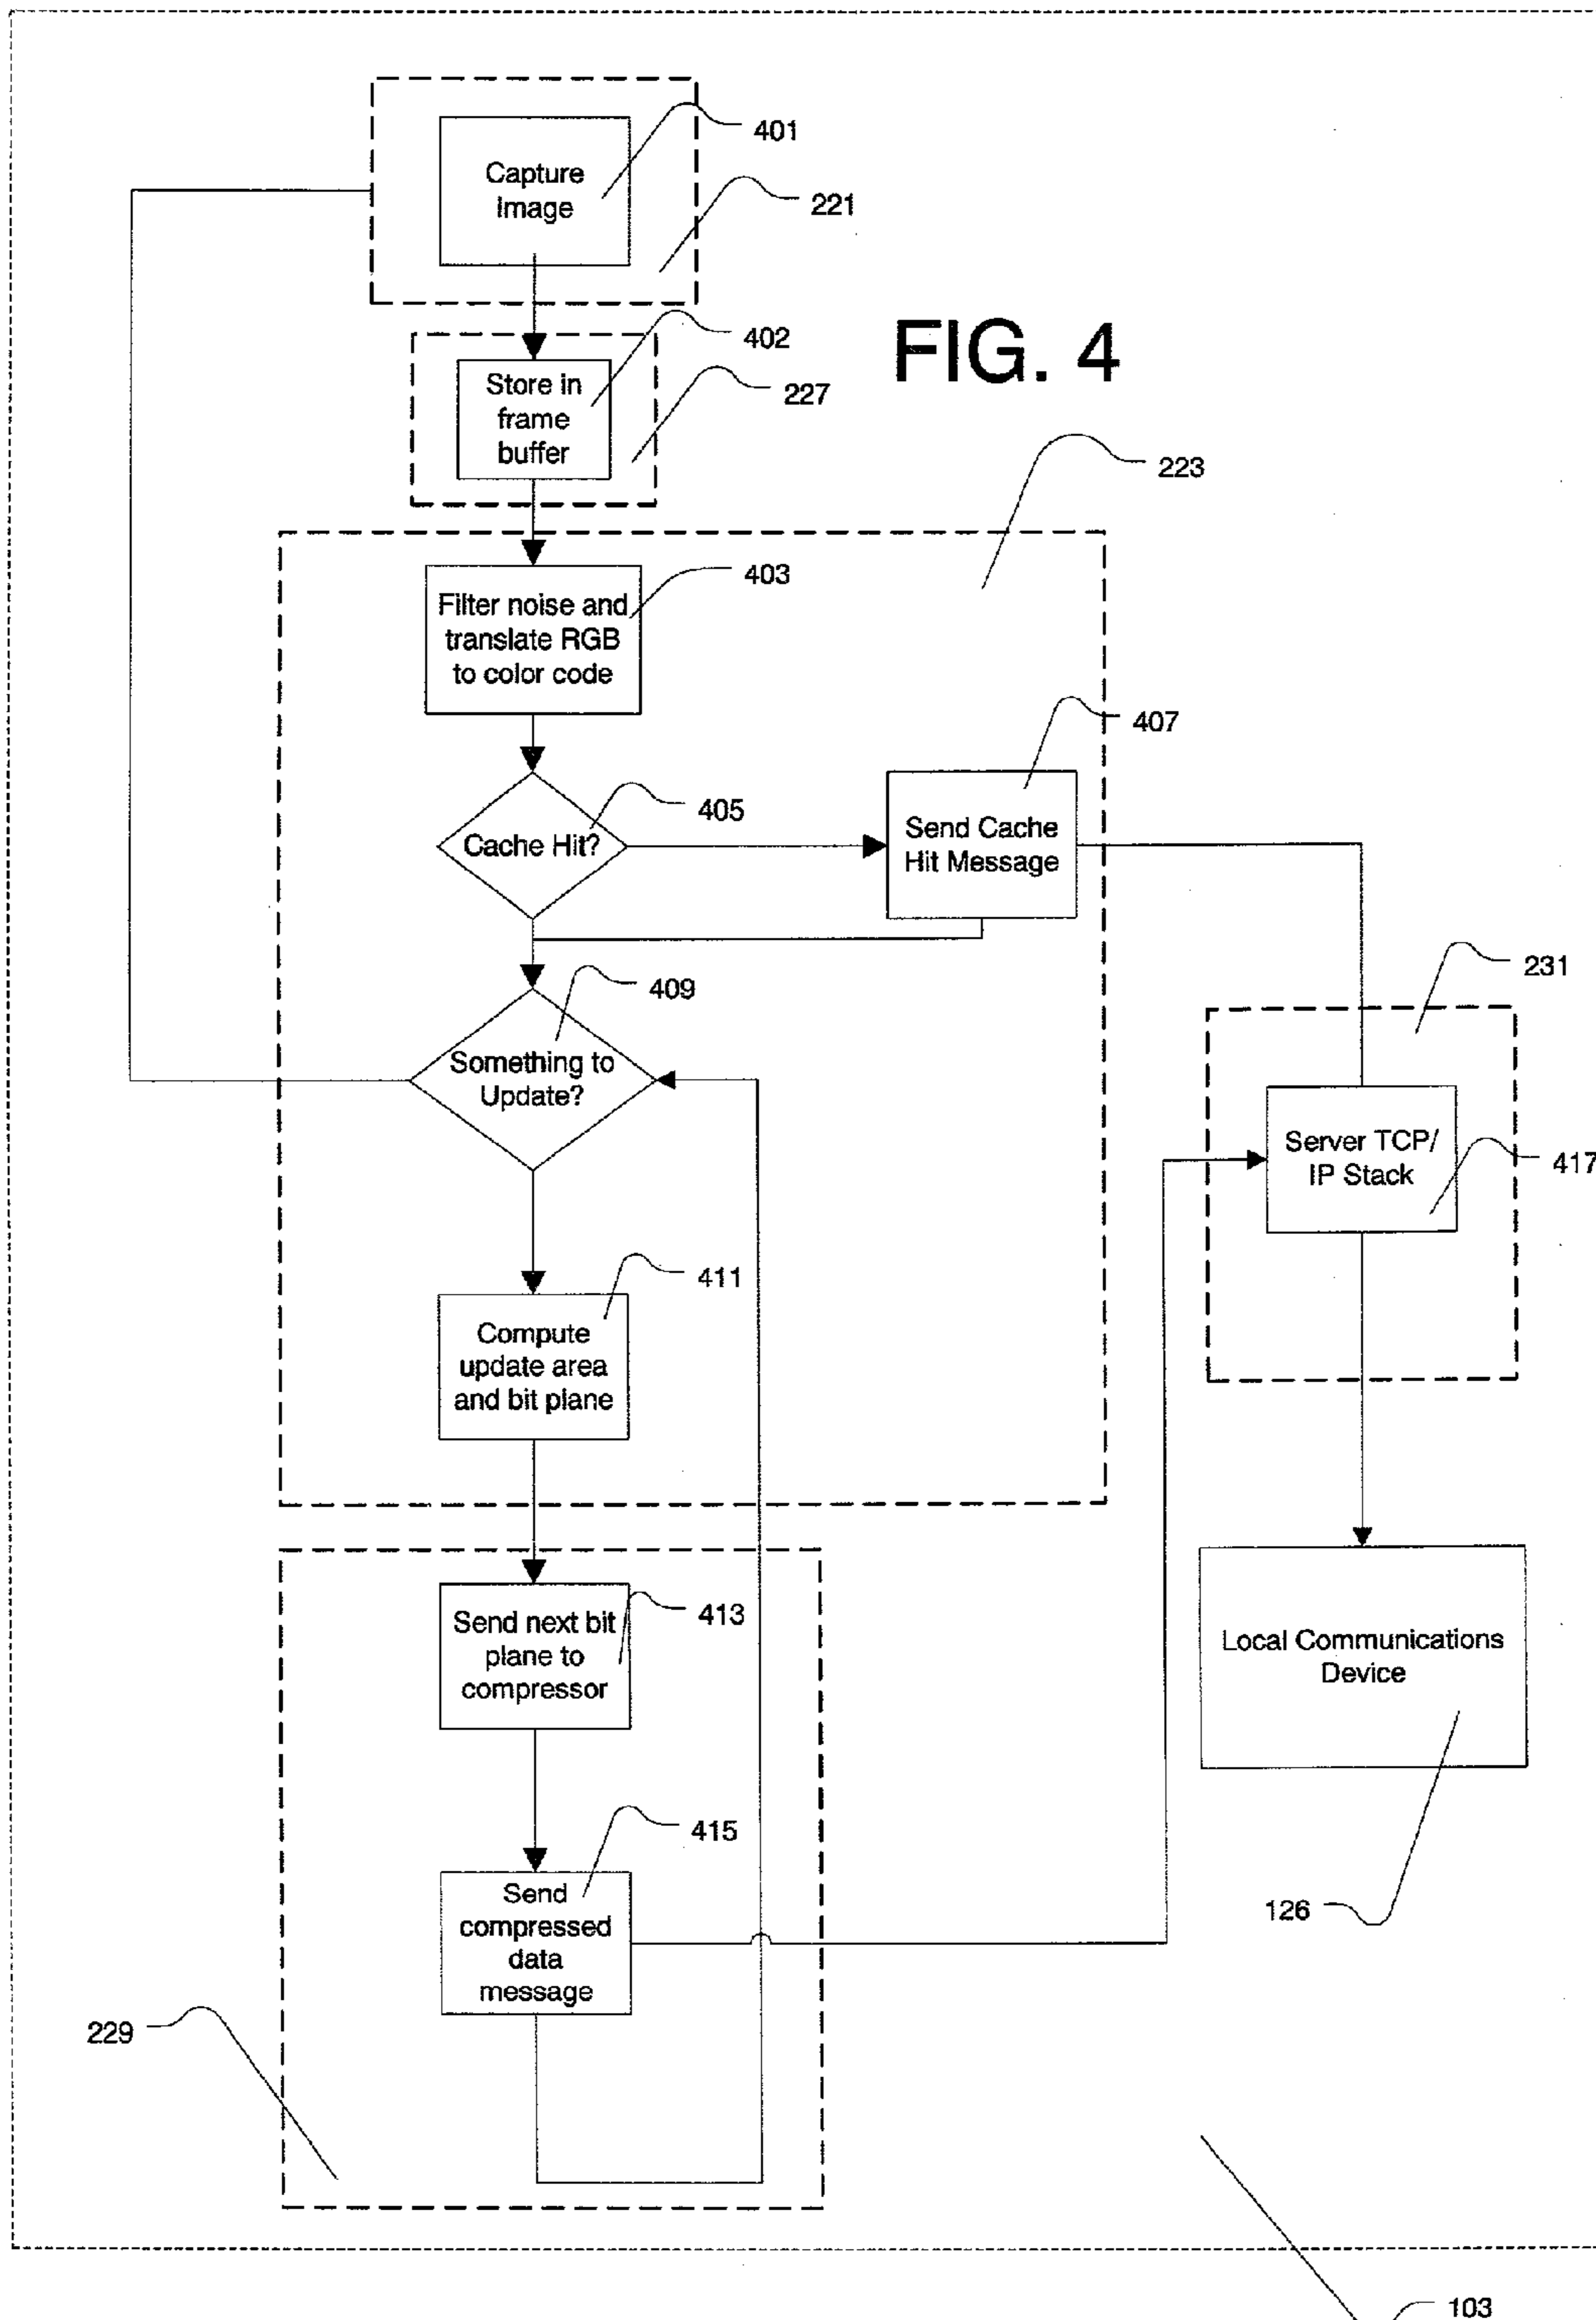 401
Capture
Image
221
402
FIG. 4
Store in
frame
buffer
227
223
403
Filter noise and
translate RGB
to color code
407
405
Send Cache
Hit Message
Cache Hit?
231
409
Something to
Update?
Server TCP/
IP Stack
417
411
Compute
update area
and bit plane
413
Send next bit
plane to
compressor
Local Communications
Device
415
Send
compressed
data
message
126
229
103